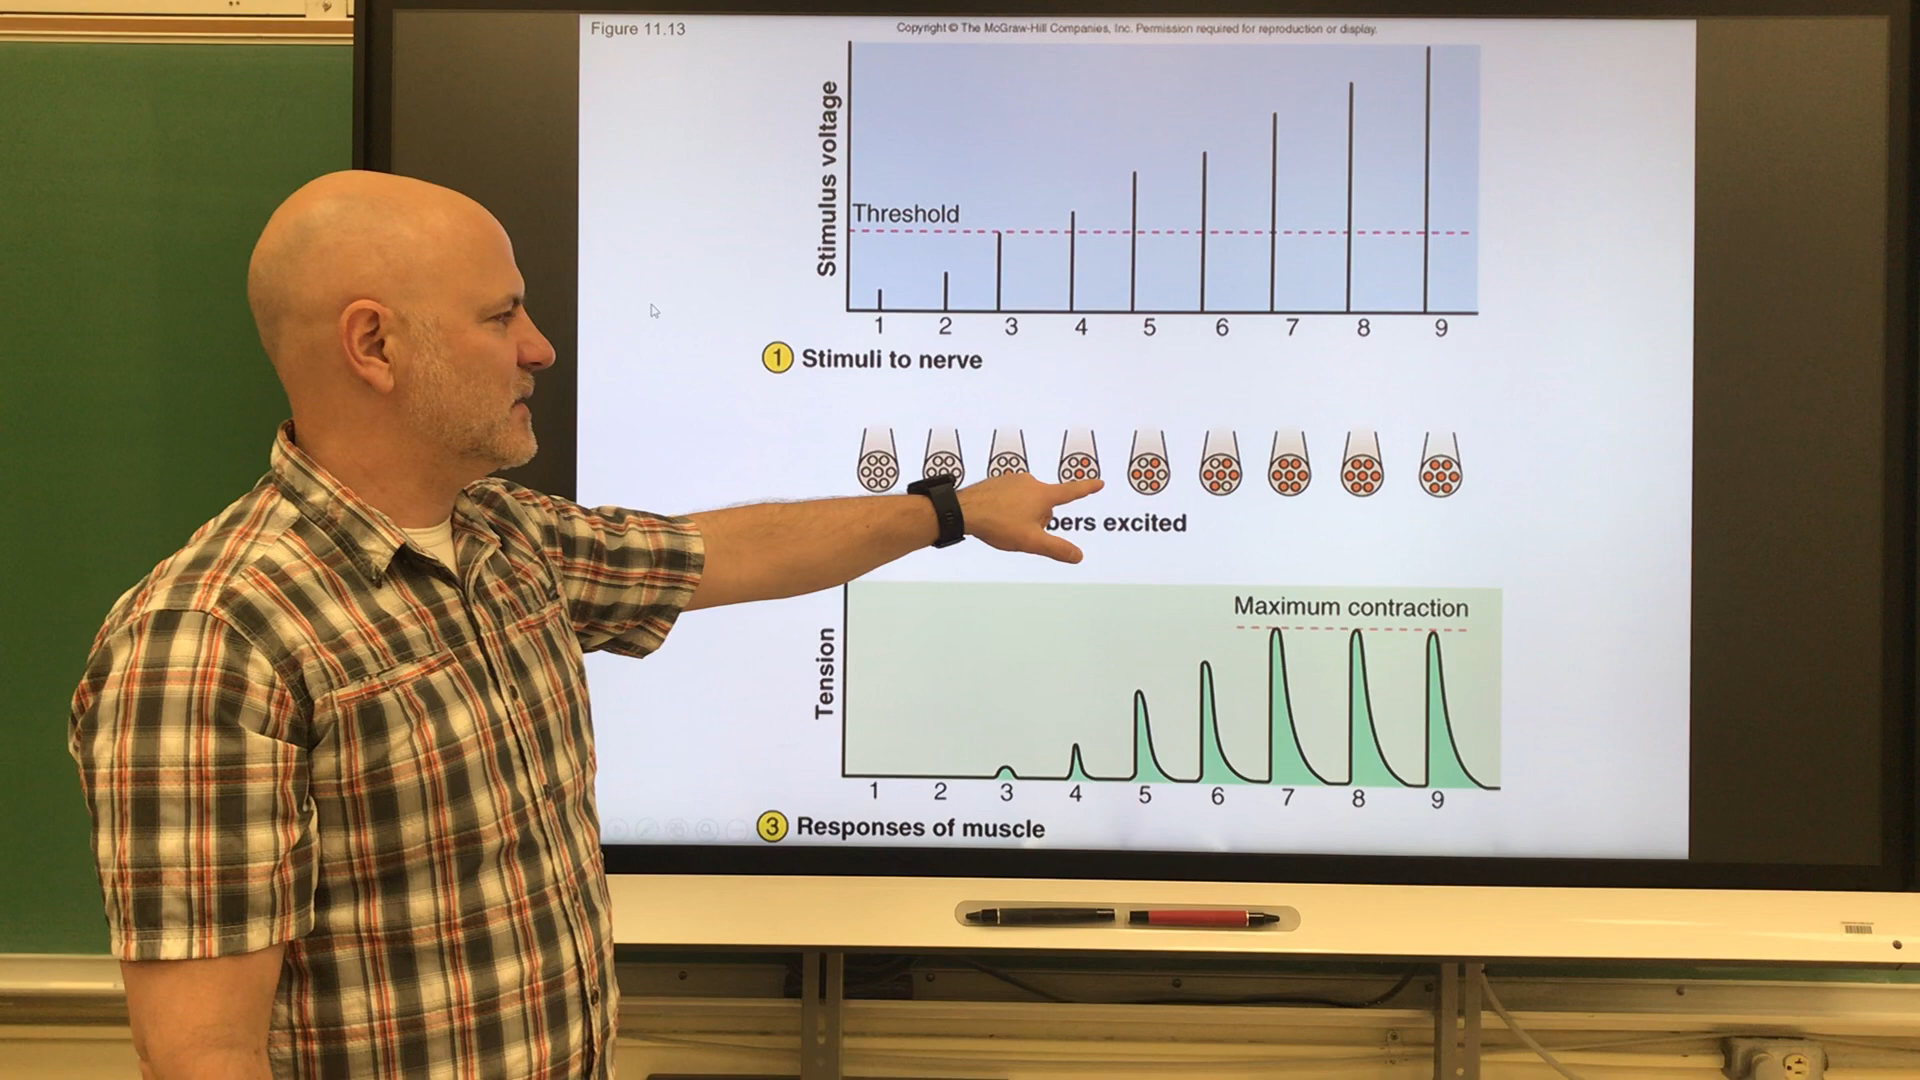 Figure 11.13
Copyright © The McGraw-Hill Companies, Inc. Permission required for reproduction or display.
Stimulus voltage
Threshold
1 2 3 4 5 6 7 8 9
1 Stimuli to nerve
bers excited
Maximum contraction
Tension
1 2 3 4 5 6 7 8 9
3 Responses of muscle